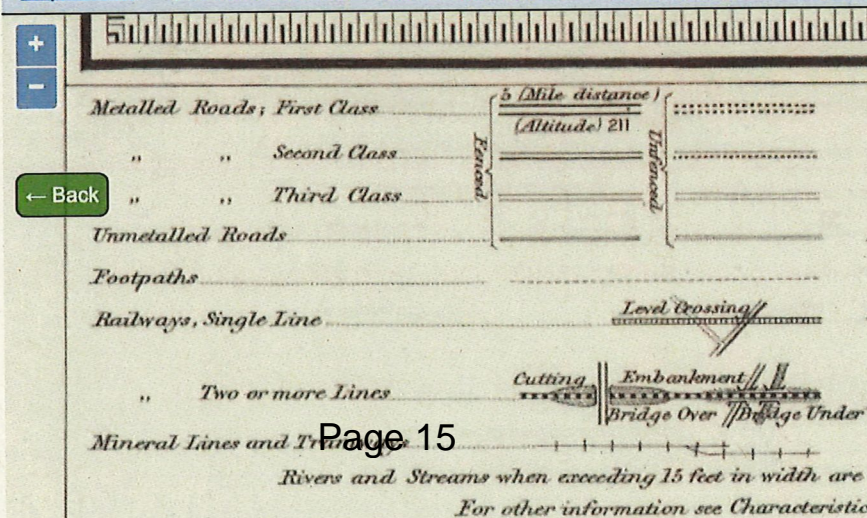 +
−
← Back
5 (Mile distance)
Metalled Roads; First Class
(Altitude) 211
„ „ Second Class
Fenced
Unfenced
„ „ Third Class
Unmetalled Roads
Footpaths
Railways, Single Line
Level Crossing
„ Two or more Lines
Cutting Embankment
Bridge Over Bridge Under
Mineral Lines and Tramways
Page 15
Rivers and Streams when exceeding 15 feet in width are
For other information see